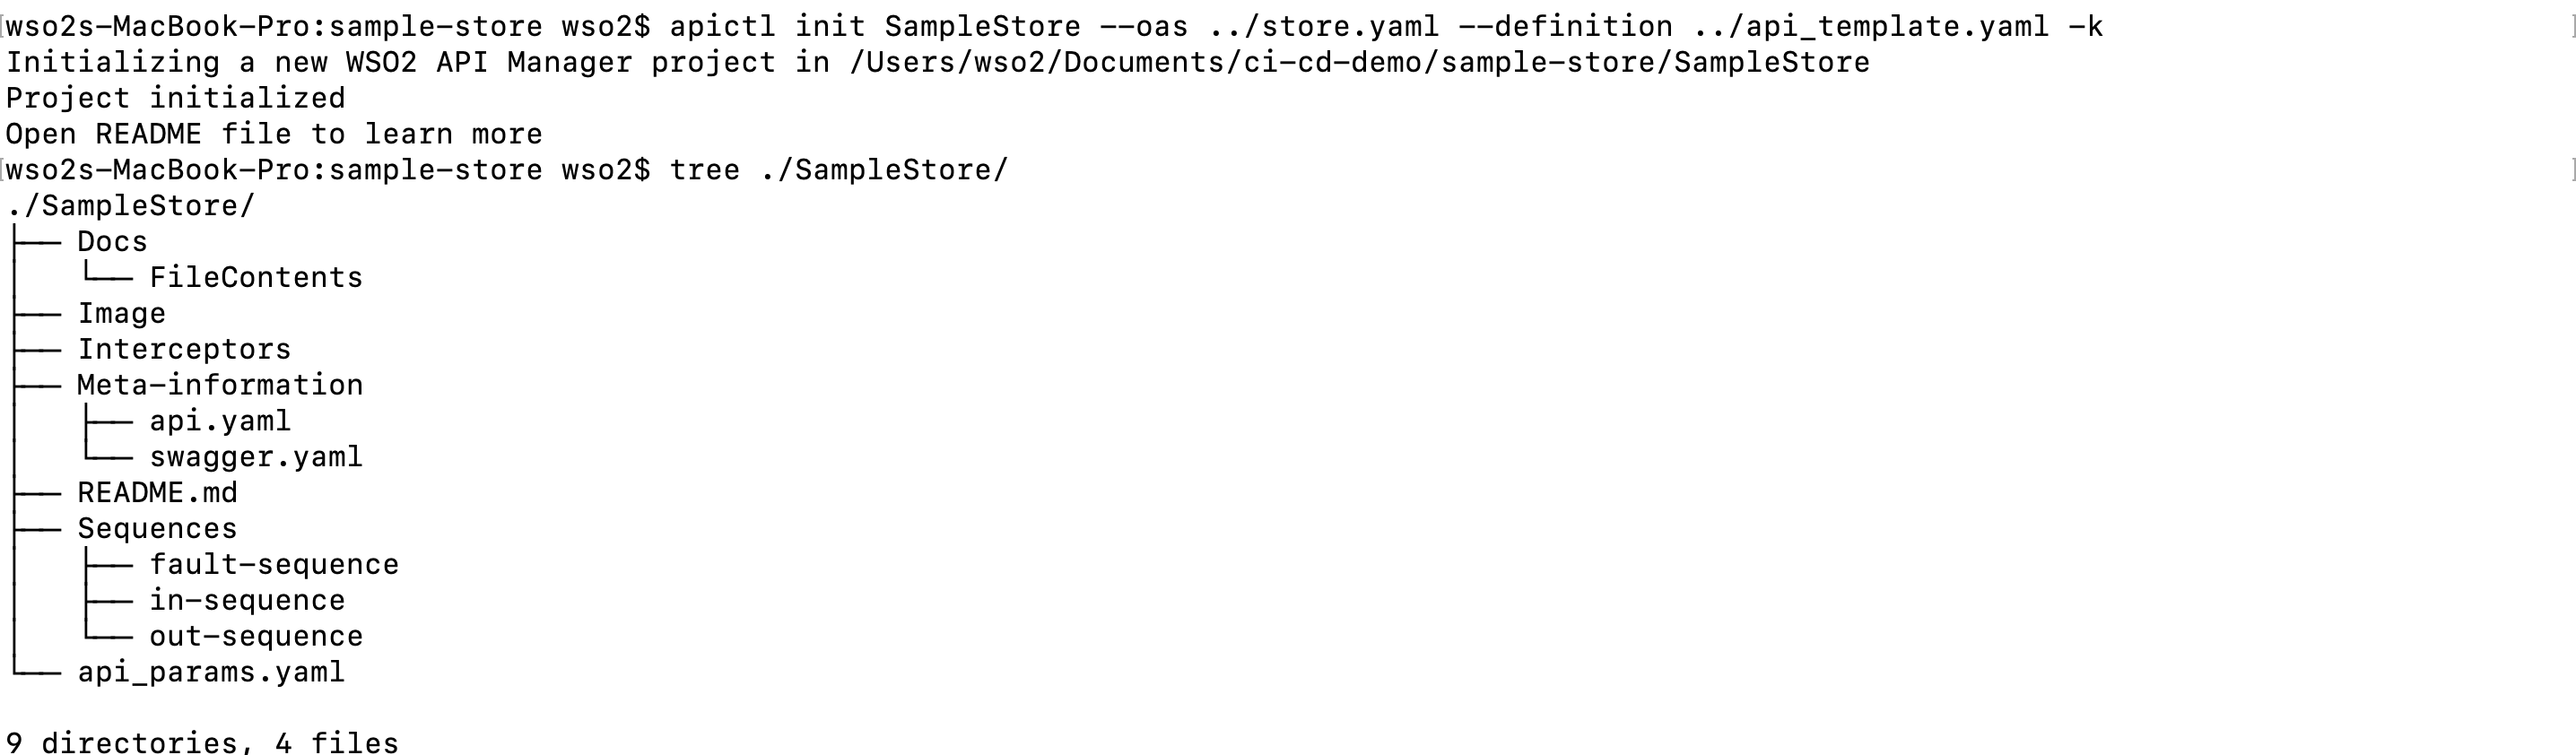 [wso2s-MacBook-Pro:sample-store wso2$ apictl init SampleStore --oas ../store.yaml --definition ../api_template.yaml -k ]
Initializing a new WSO2 API Manager project in /Users/wso2/Documents/ci-cd-demo/sample-store/SampleStore
Project initialized
Open README file to learn more
[wso2s-MacBook-Pro:sample-store wso2$ tree ./SampleStore/ ]
./SampleStore/
├── Docs
│   └── FileContents
├── Image
├── Interceptors
├── Meta-information
│   ├── api.yaml
│   └── swagger.yaml
├── README.md
├── Sequences
│   ├── fault-sequence
│   ├── in-sequence
│   └── out-sequence
└── api_params.yaml
9 directories, 4 files